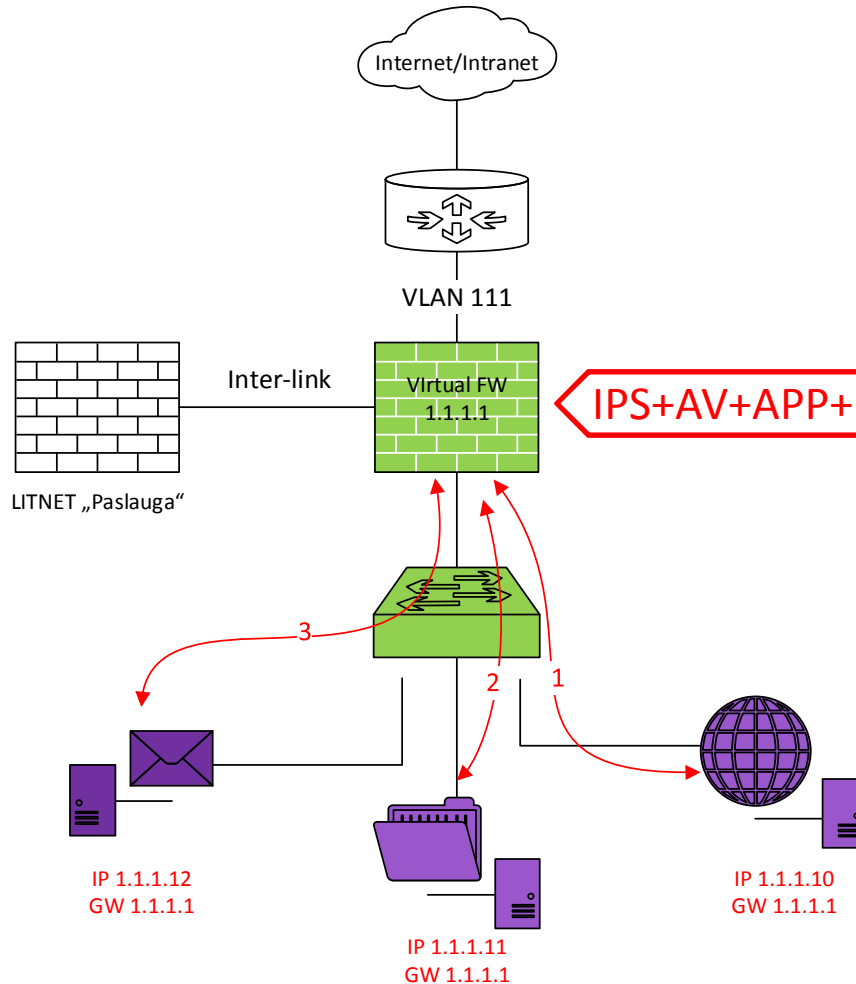 Internet/Intranet
VLAN 111
Inter-link
VIrtual FW
1.1.1.1
IPS+AV+APP+
LITNET „Paslauga“
3
2
1
IP 1.1.1.12
GW 1.1.1.1
IP 1.1.1.11
GW 1.1.1.1
IP 1.1.1.10
GW 1.1.1.1